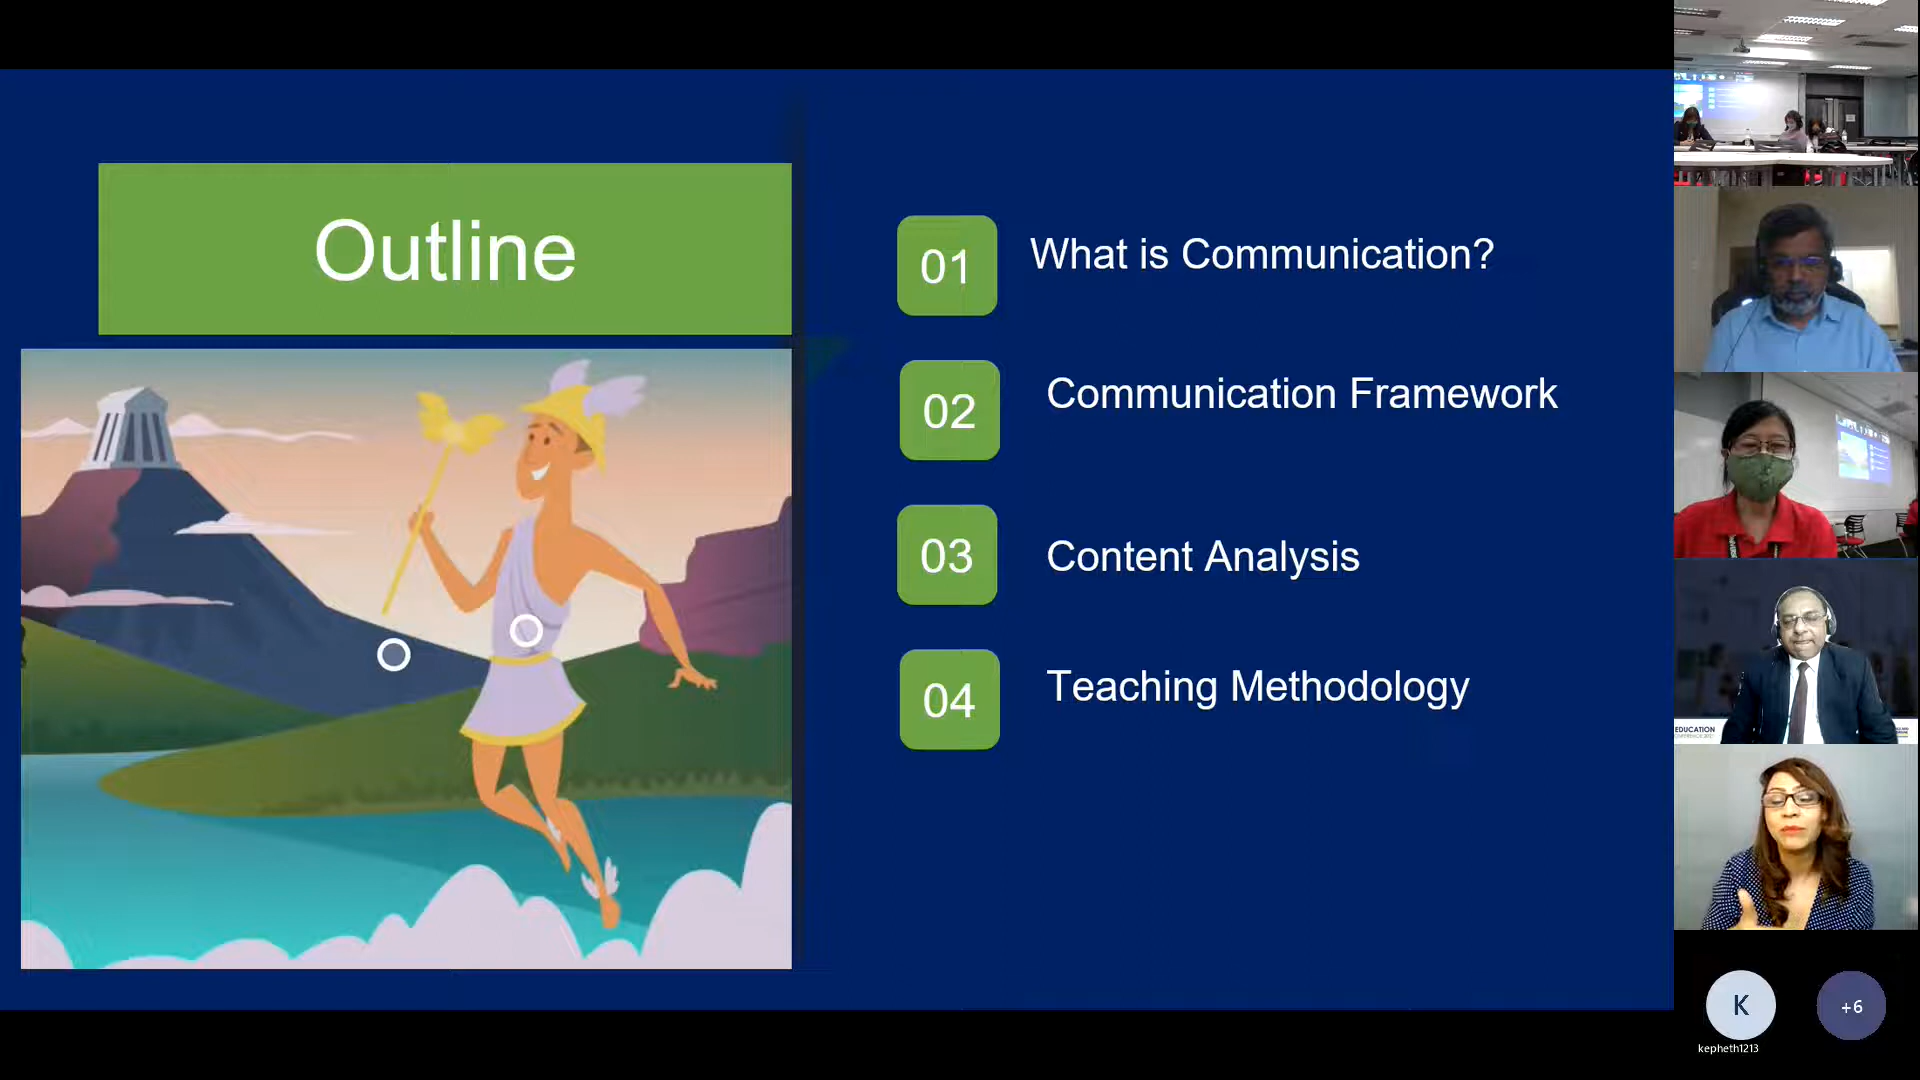 Outline
01
What is Communication?
02
Communication Framework
03
Content Analysis
04
Teaching Methodology
EDUCATION
K
+6
kepheth1213